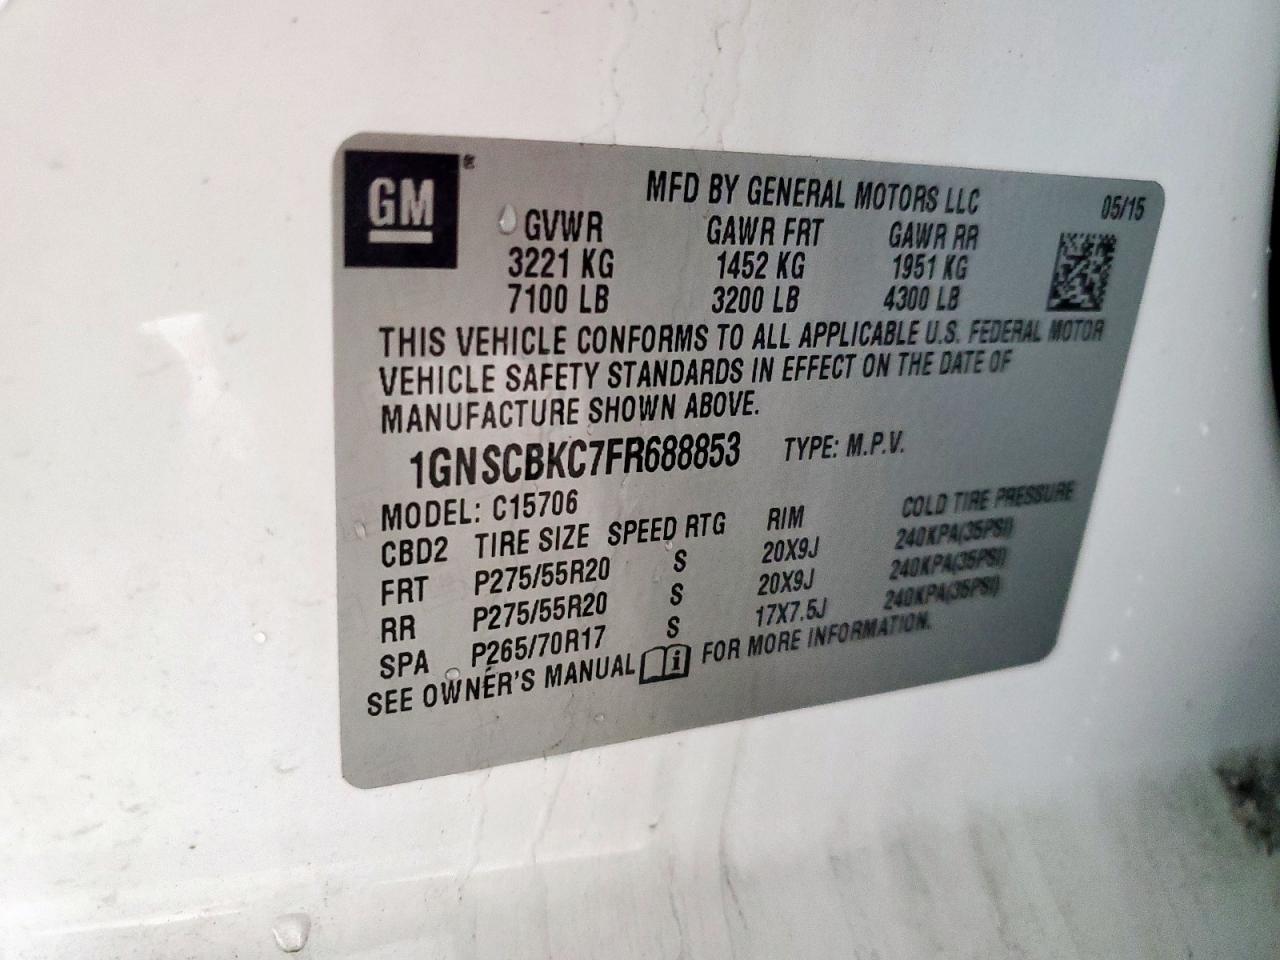 GM ®
MFD BY GENERAL MOTORS LLC 05/15
GVWR GAWR FRT GAWR RR
3221 KG 1452 KG 1951 KG
7100 LB 3200 LB 4300 LB
THIS VEHICLE CONFORMS TO ALL APPLICABLE U.S. FEDERAL MOTOR
VEHICLE SAFETY STANDARDS IN EFFECT ON THE DATE OF
MANUFACTURE SHOWN ABOVE.
1GNSCBKC7FR688853 TYPE: M.P.V.
MODEL: C15706
CBD2 TIRE SIZE SPEED RTG RIM COLD TIRE PRESSURE
FRT P275/55R20 S 20X9J 240KPA(35PSI)
RR P275/55R20 S 20X9J 240KPA(35PSI)
SPA P265/70R17 S 17X7.5J 240KPA(35PSI)
SEE OWNER'S MANUAL i FOR MORE INFORMATION.